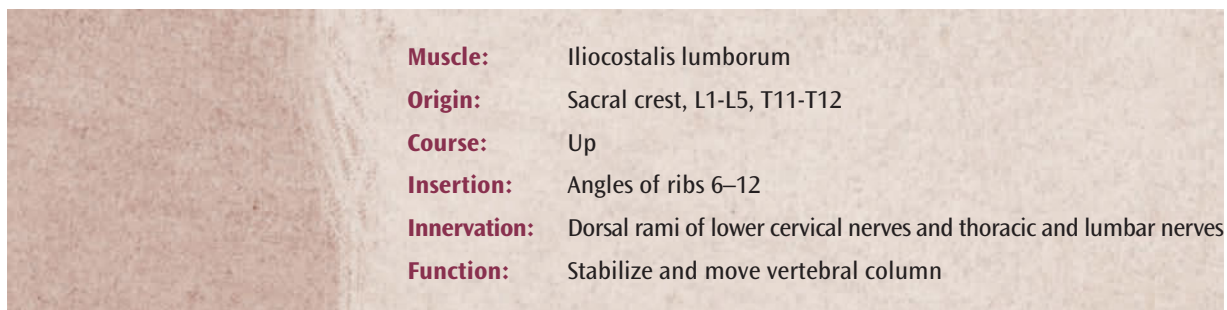 Muscle: Iliocostalis lumborum
Origin: Sacral crest, L1-L5, T11-T12
Course: Up
Insertion: Angles of ribs 6–12
Innervation: Dorsal rami of lower cervical nerves and thoracic and lumbar nerves
Function: Stabilize and move vertebral column